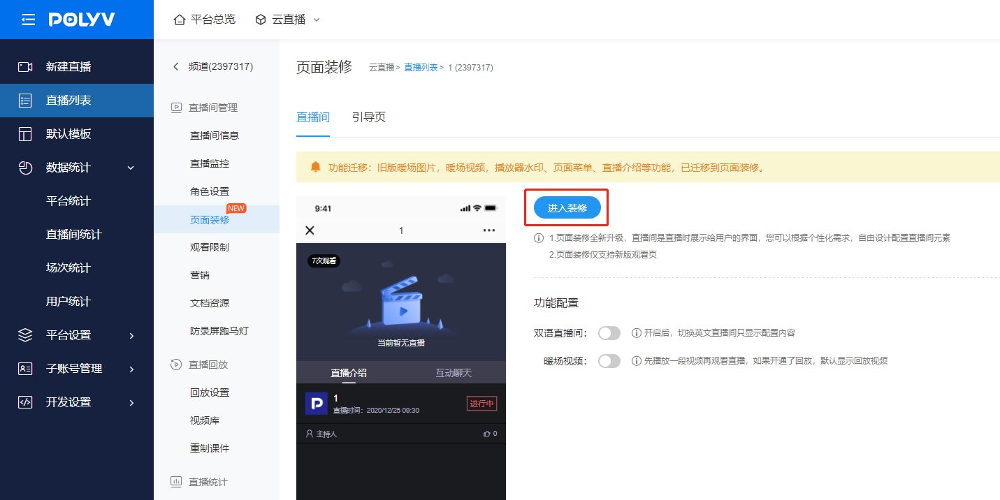 POLYV
平台总览
云直播
新建直播
直播列表
默认模板
数据统计
平台统计
直播间统计
场次统计
用户统计
平台设置
子账号管理
开发设置
频道(2397317)
直播间管理
直播间信息
直播监控
角色设置
NEW
页面装修
观看限制
营销
文档资源
防录屏跑马灯
直播回放
回放设置
视频库
重制课件
直播统计
页面装修 云直播> 直播列表> 1 (2397317)
直播间 引导页
功能迁移：旧版暖场图片，暖场视频，播放器水印、页面菜单、直播介绍等功能，已迁移到页面装修。
9:41
1
7次观看
当前暂无直播
直播介绍 互动聊天
1
直播时间：2020/12/25 09:30
进行中
主持人 0
进入装修
1.页面装修全新升级，直播间是直播时展示给用户的界面，您可以根据个性化需求，自由设计配置直播间元素
2.页面装修仅支持新版观看页
功能配置
双语直播间： 开启后，切换英文直播间只显示配置内容
暖场视频： 先播放一段视频再观看直播，如果开通了回放，默认显示回放视频